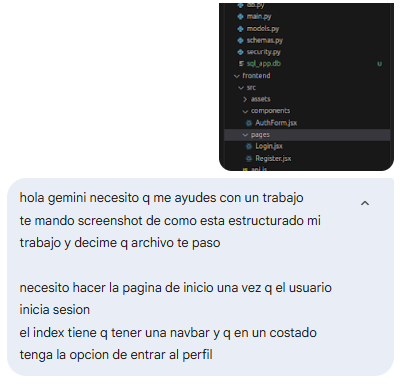 db.py
main.py
models.py
schemas.py
security.py
sql_app.db U
frontend
src
assets
components
AuthForm.jsx
pages
Login.jsx
Register.jsx
api.js
hola gemini necesito q me ayudes con un trabajo
te mando screenshot de como esta estructurado mi
trabajo y decime q archivo te paso
necesito hacer la pagina de inicio una vez q el usuario
inicia sesion
el index tiene q tener una navbar y q en un costado
tenga la opcion de entrar al perfil